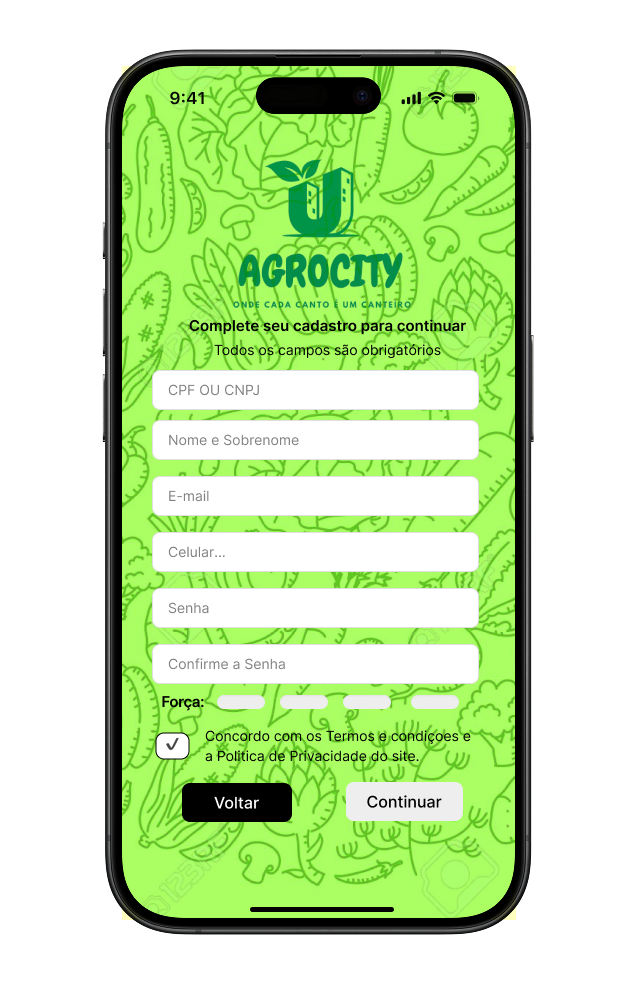 9:41
AGROCITY
ONDE CADA CANTO É UM CANTEIRO
Complete seu cadastro para continuar
Todos os campos são obrigatórios
CPF OU CNPJ
Nome e Sobrenome
E-mail
Celular...
Senha
Confirme a Senha
Força:
Concordo com os Termos e condiçoes e
a Politica de Privacidade do site.
Voltar
Continuar